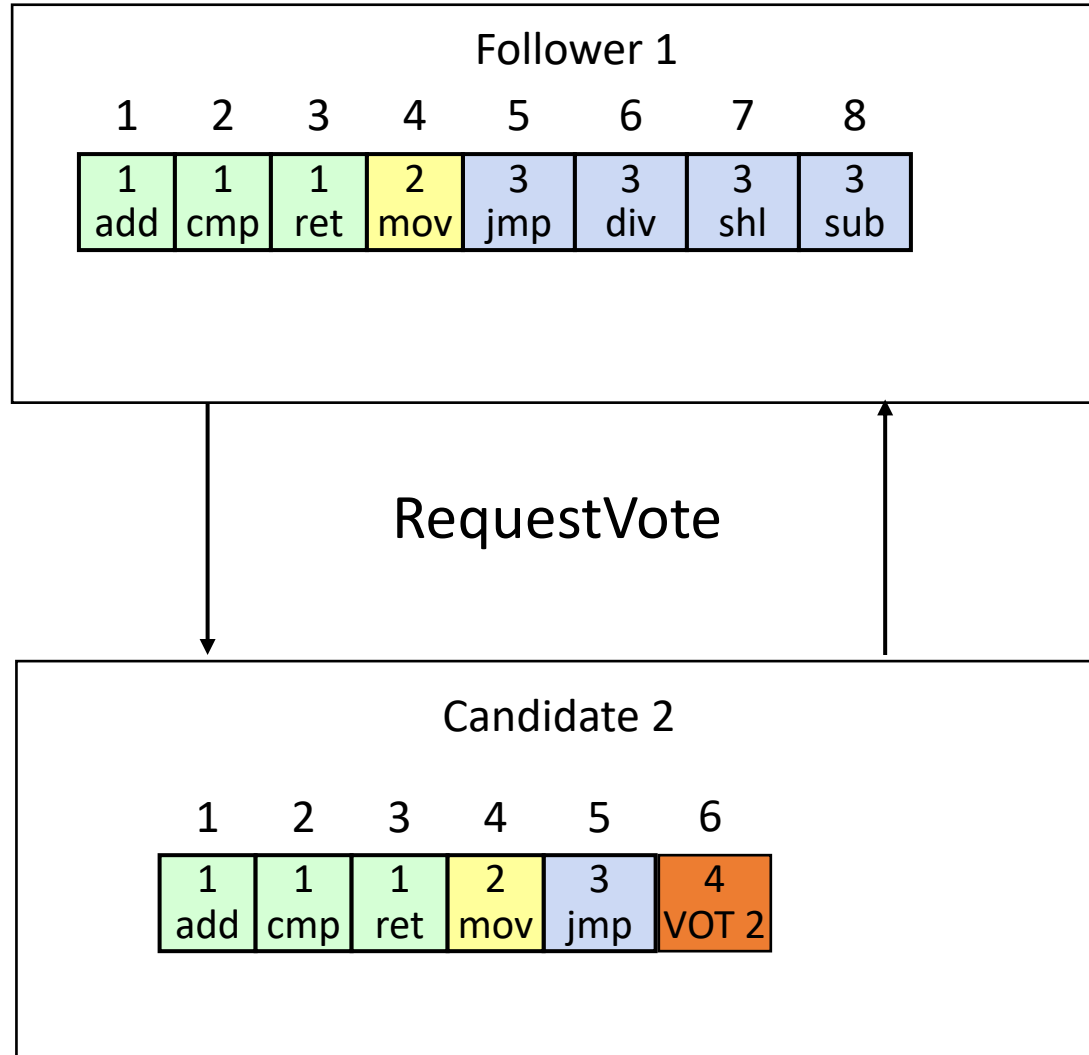 Follower 1
1 2 3 4 5 6 7 8
1 1 1 2 3 3 3 3
add cmp ret mov jmp div shl sub
RequestVote
Candidate 2
1 2 3 4 5 6
1 1 1 2 3 4
add cmp ret mov jmp VOT 2